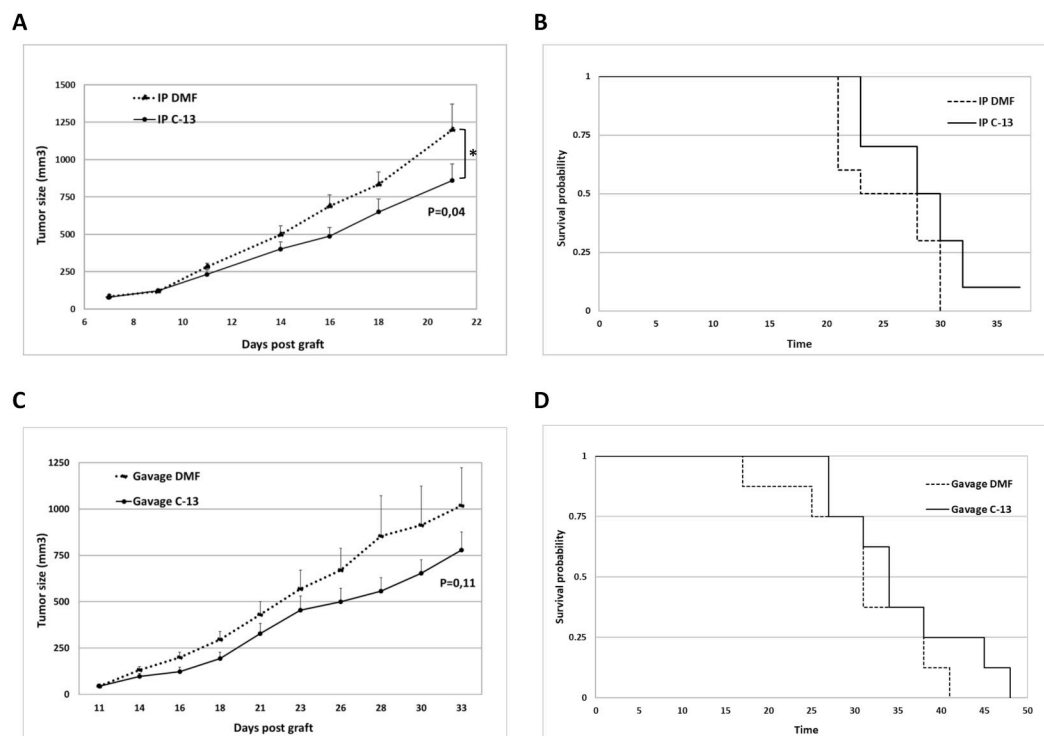 A
1500
1250
1000
750
500
250
0
Tumor size (mm3)
IP DMF
IP C-13
*
P=0,04
6 8 10 12 14 16 18 20 22
Days post graft
B
1
0.75
0.5
0.25
0
Survival probability
IP DMF
IP C-13
0 5 10 15 20 25 30 35
Time
C
1250
1000
750
500
250
0
Tumor size (mm3)
Gavage DMF
Gavage C-13
P=0,11
11 14 16 18 21 23 26 28 30 33
Days post graft
D
1
0.75
0.5
0.25
0
Survival probability
Gavage DMF
Gavage C-13
0 5 10 15 20 25 30 35 40 45 50
Time